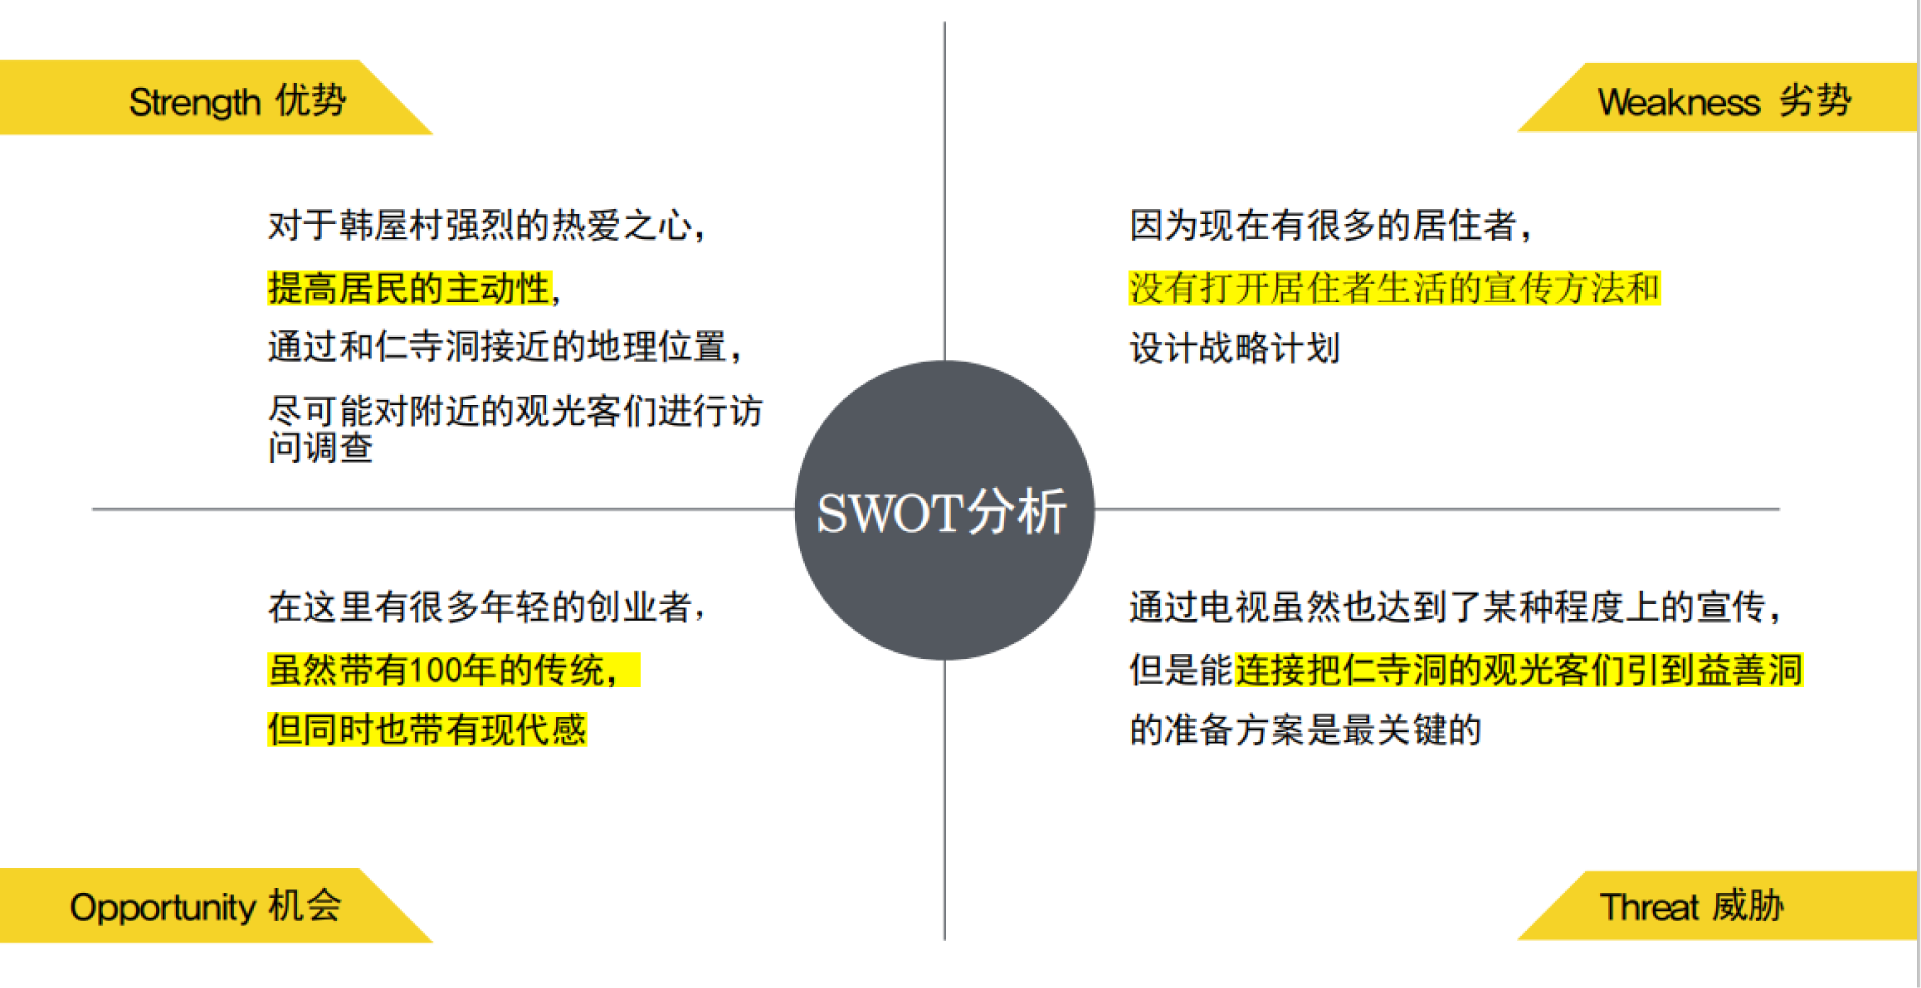 Strength 优势
对于韩屋村强烈的热爱之心,
提高居民的主动性,
通过和仁寺洞接近的地理位置,
尽可能对附近的观光客们进行访
问调查
Weakness 劣势
因为现在有很多的居住者,
没有打开居住者生活的宣传方法和
设计战略计划
SWOT分析
在这里有很多年轻的创业者,
虽然带有100年的传统,
但同时也带有现代感
Opportunity 机会
通过电视虽然也达到了某种程度上的宣传,
但是能连接把仁寺洞的观光客们引到益善洞
的准备方案是最关键的
Threat 威胁